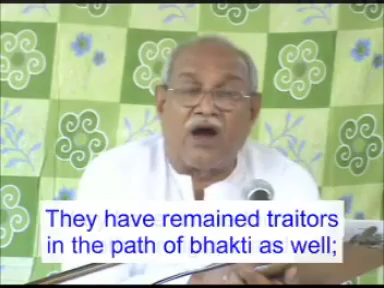 They have remained traitors
in the path of bhakti as well;